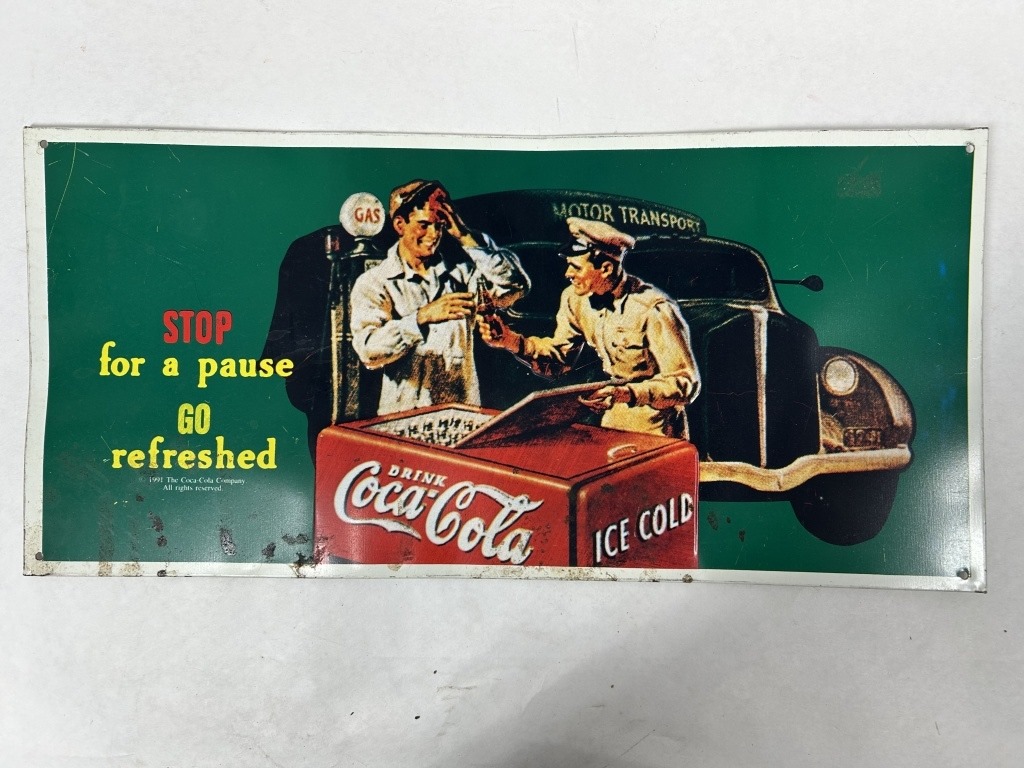 GAS
MOTOR TRANSPORT
STOP
for a pause
GO
refreshed
© 1991 The Coca-Cola Company
All rights reserved.
DRINK
Coca-Cola
ICE COLD